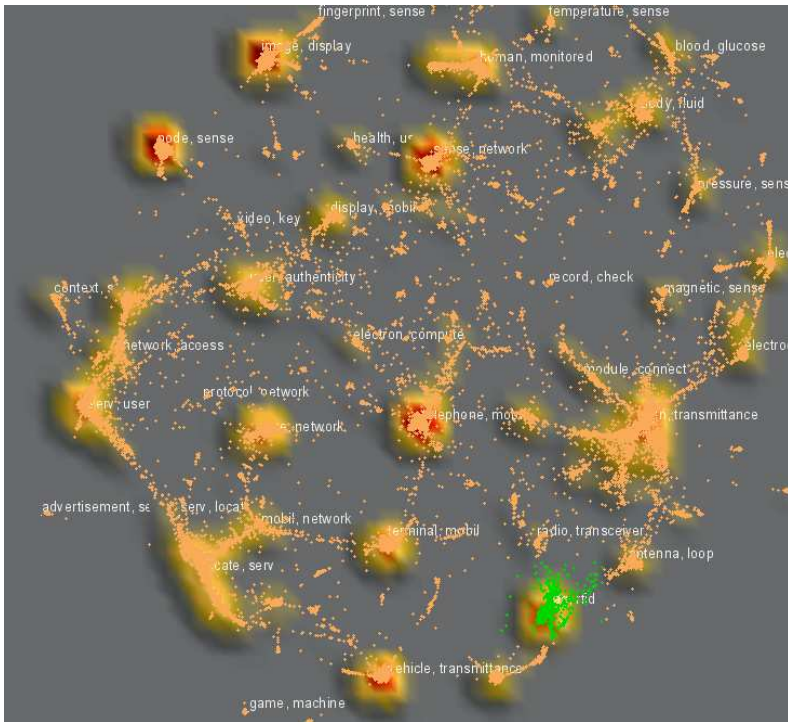 fingerprint, sense
temperature, sense
image, display
human, monitored
blood, glucose
body, fluid
node, sense
health, us
sense, network
pressure, sens
display, mobil
video, key
user, authenticity
elec
context, s
record, check
magnetic, sense
network, access
electron, compute
electrod
module, connect
protocol, network
serv, user
network
telephone, mob
transmittance
advertisement, se
serv, locat
mobil, network
terminal, mobil
radio, transceiver
cate, serv
antenna, loop
rfid
vehicle, transmittance
game, machine